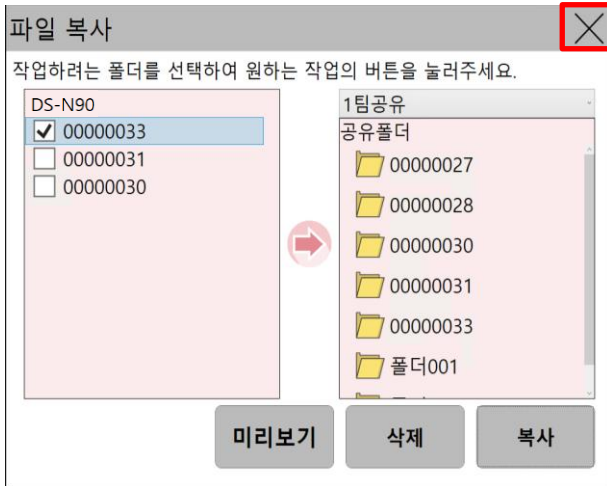 파일 복사
작업하려는 폴더를 선택하여 원하는 작업의 버튼을 눌러주세요.
DS-N90
00000033
00000031
00000030
1팀공유
공유폴더
00000027
00000028
00000030
00000031
00000033
폴더001
미리보기
삭제
복사